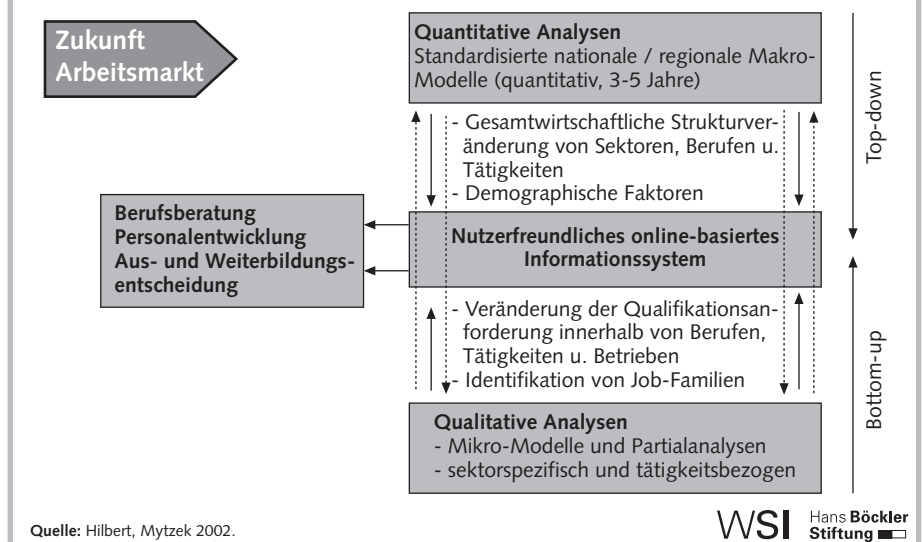 Zukunft
Arbeitsmarkt
Quantitative Analysen
Standardisierte nationale / regionale Makro-
Modelle (quantitativ, 3-5 Jahre)
- Gesamtwirtschaftliche Strukturver-
änderung von Sektoren, Berufen u.
Tätigkeiten
- Demographische Faktoren
Top-down
Berufsberatung
Personalentwicklung
Aus- und Weiterbildungs-
entscheidung
Nutzerfreundliches online-basiertes
Informationssystem
- Veränderung der Qualifikationsan-
forderung innerhalb von Berufen,
Tätigkeiten u. Betrieben
- Identifikation von Job-Familien
Bottom-up
Qualitative Analysen
- Mikro-Modelle und Partialanalysen
- sektorspezifisch und tätigkeitsbezogen
Quelle: Hilbert, Mytzek 2002.
WSI
Hans Böckler
Stiftung